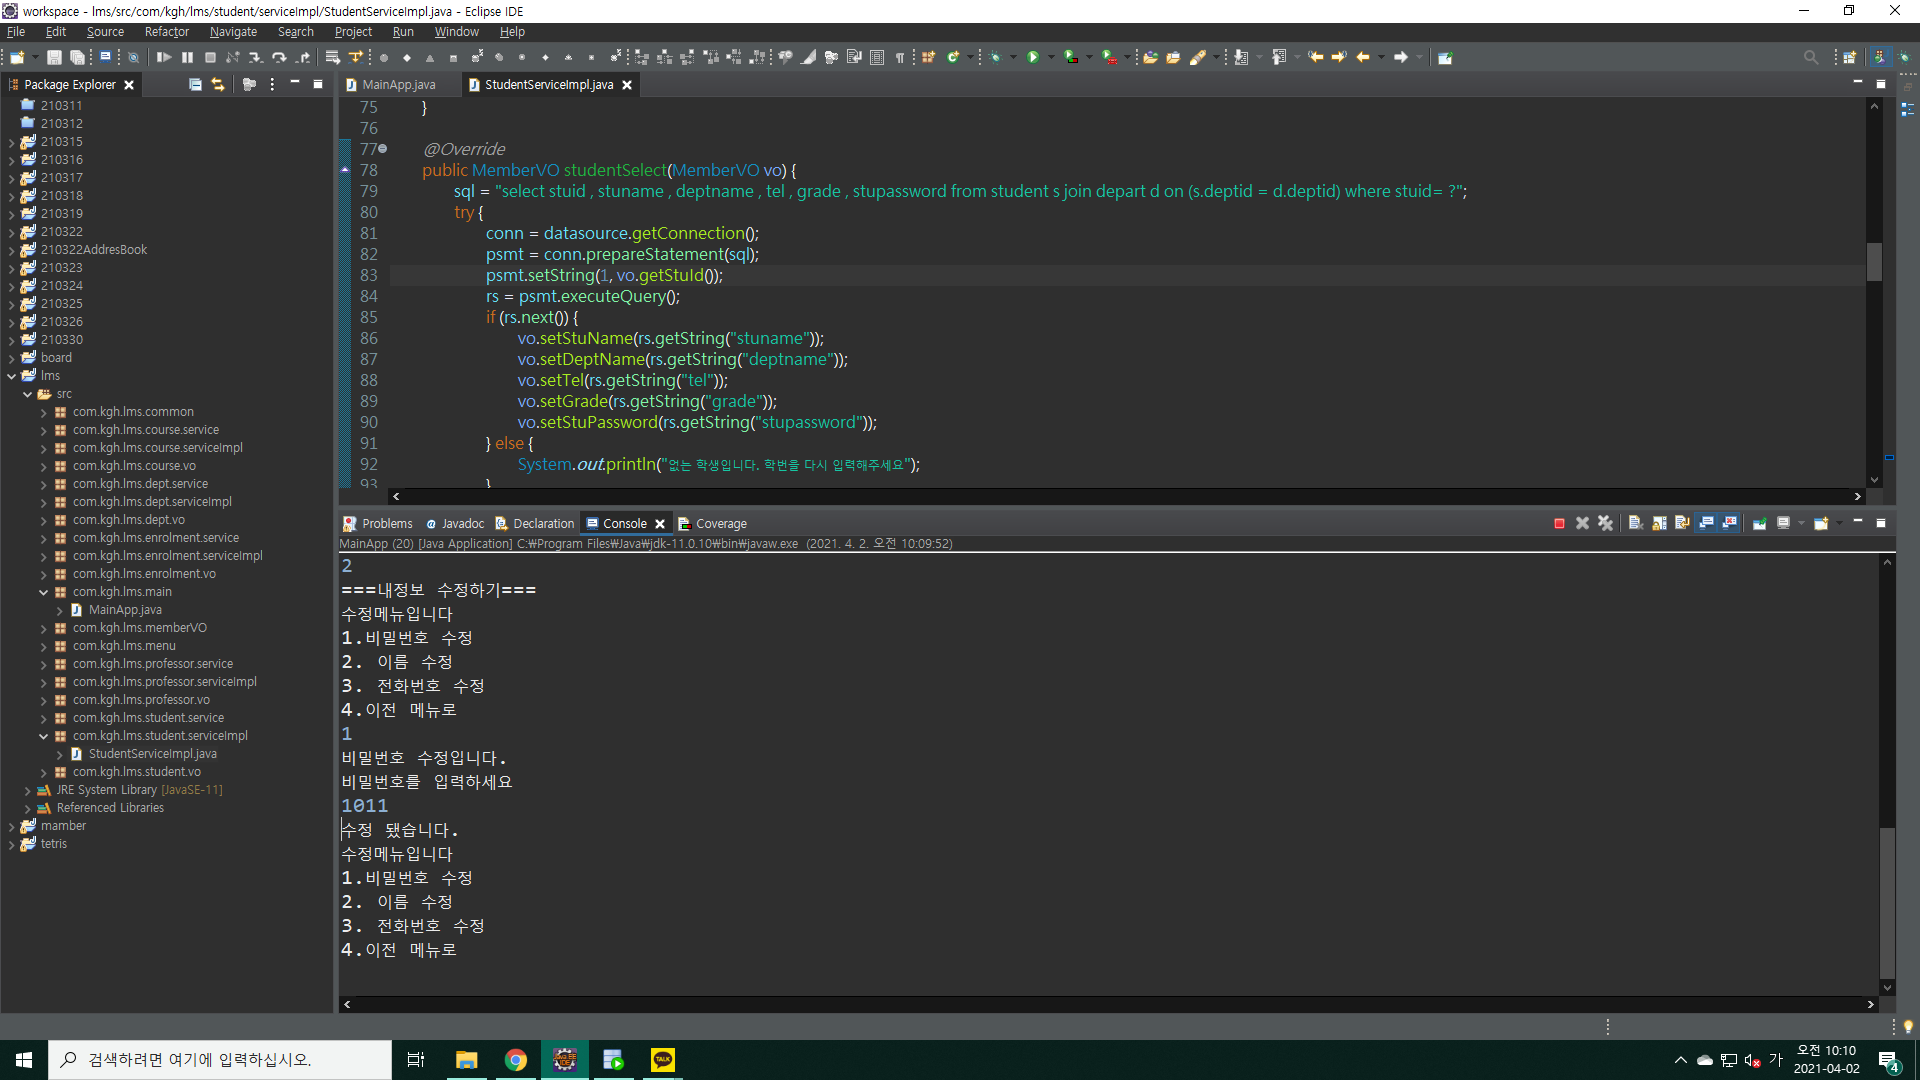 workspace - lms/src/com/kgh/lms/student/serviceImpl/StudentServiceImpl.java - Eclipse IDE
File Edit Source Refactor Navigate Search Project Run Window Help
Package Explorer
210311
210312
210315
210316
210317
210318
210319
210322
210322AddresBook
210323
210324
210325
210326
210330
board
lms
src
com.kgh.lms.common
com.kgh.lms.course.service
com.kgh.lms.course.serviceImpl
com.kgh.lms.course.vo
com.kgh.lms.dept.service
com.kgh.lms.dept.serviceImpl
com.kgh.lms.dept.vo
com.kgh.lms.enrolment.service
com.kgh.lms.enrolment.serviceImpl
com.kgh.lms.enrolment.vo
com.kgh.lms.main
MainApp.java
com.kgh.lms.memberVO
com.kgh.lms.menu
com.kgh.lms.professor.service
com.kgh.lms.professor.serviceImpl
com.kgh.lms.professor.vo
com.kgh.lms.student.service
com.kgh.lms.student.serviceImpl
StudentServiceImpl.java
com.kgh.lms.student.vo
JRE System Library [JavaSE-11]
Referenced Libraries
mamber
tetris
MainApp.java StudentServiceImpl.java
75 }
76
77 @Override
78 public MemberVO studentSelect(MemberVO vo) {
79 sql = "select stuid , stuname , deptname , tel , grade , stupassword from student s join depart d on (s.deptid = d.deptid) where stuid= ?";
80 try {
81 conn = datasource.getConnection();
82 psmt = conn.prepareStatement(sql);
83 psmt.setString(1, vo.getStuId());
84 rs = psmt.executeQuery();
85 if (rs.next()) {
86 vo.setStuName(rs.getString("stuname"));
87 vo.setDeptName(rs.getString("deptname"));
88 vo.setTel(rs.getString("tel"));
89 vo.setGrade(rs.getString("grade"));
90 vo.setStuPassword(rs.getString("stupassword"));
91 } else {
92 System.out.println("없는 학생입니다. 학번을 다시 입력해주세요");
93 }
Problems Javadoc Declaration Console Coverage
MainApp (20) [Java Application] C:₩Program Files₩Java₩jdk-11.0.10₩bin₩javaw.exe (2021. 4. 2. 오전 10:09:52)
2
===내정보 수정하기===
수정메뉴입니다
1.비밀번호 수정
2. 이름 수정
3. 전화번호 수정
4.이전 메뉴로
1
비밀번호 수정입니다.
비밀번호를 입력하세요
1011
수정 됐습니다.
수정메뉴입니다
1.비밀번호 수정
2. 이름 수정
3. 전화번호 수정
4.이전 메뉴로
검색하려면 여기에 입력하십시오.
TALK
가
오전 10:10
2021-04-02
4